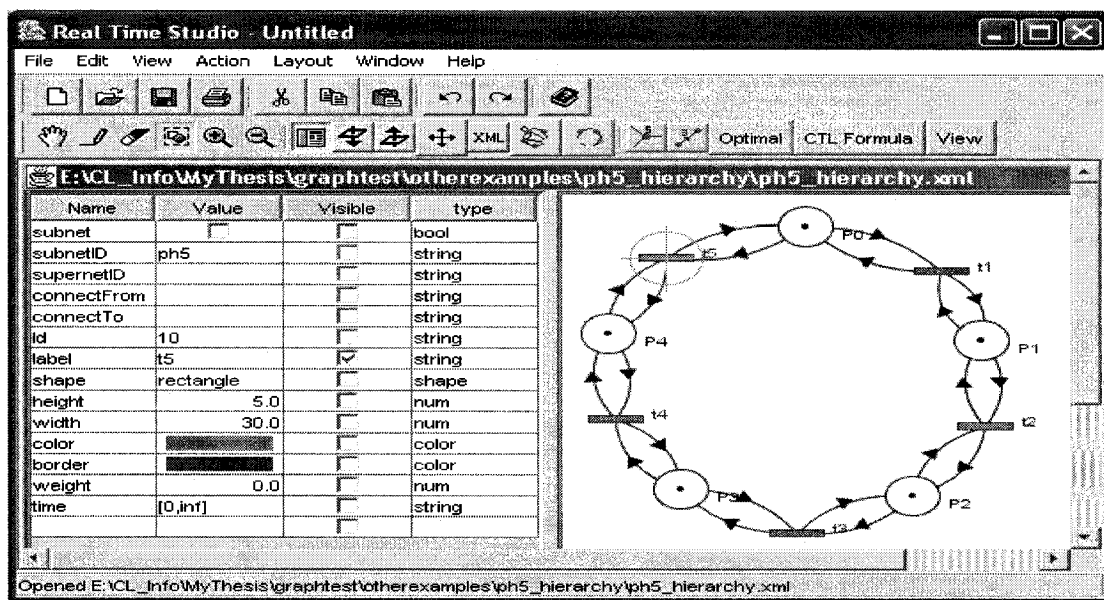 Real Time Studio - Untitled
File Edit View Action Layout Window Help
XML Optimal CTL Formula View
E:\CL_Info\MyThesis\graphtest\otherexamples\ph5_hierarchy\ph5_hierarchy.xml
Name Value Visible type
subnet bool
subnetID ph5 string
supernetID string
connectFrom string
connectTo string
id 10 string
label t5 string
shape rectangle shape
height 5.0 num
width 30.0 num
color color
border color
weight 0.0 num
time [0,inf] string
P0
t5
t1
P4
P1
t4
t2
P3
P2
t3
Opened E:\CL_Info\MyThesis\graphtest\otherexamples\ph5_hierarchy\ph5_hierarchy.xml